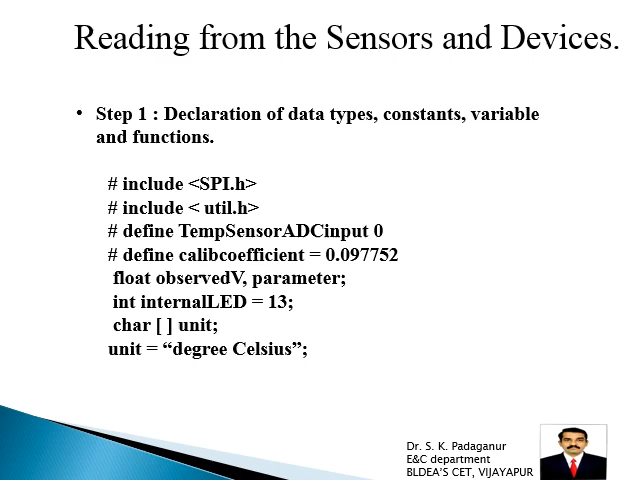 Reading from the Sensors and Devices.
• Step 1 : Declaration of data types, constants, variable
and functions.
# include <SPI.h>
# include < util.h>
# define TempSensorADCinput 0
# define calibcoefficient = 0.097752
float observedV, parameter;
int internalLED = 13;
char [ ] unit;
unit = “degree Celsius”;
Dr. S. K. Padaganur
E&C department
BLDEA'S CET, VIJAYAPUR